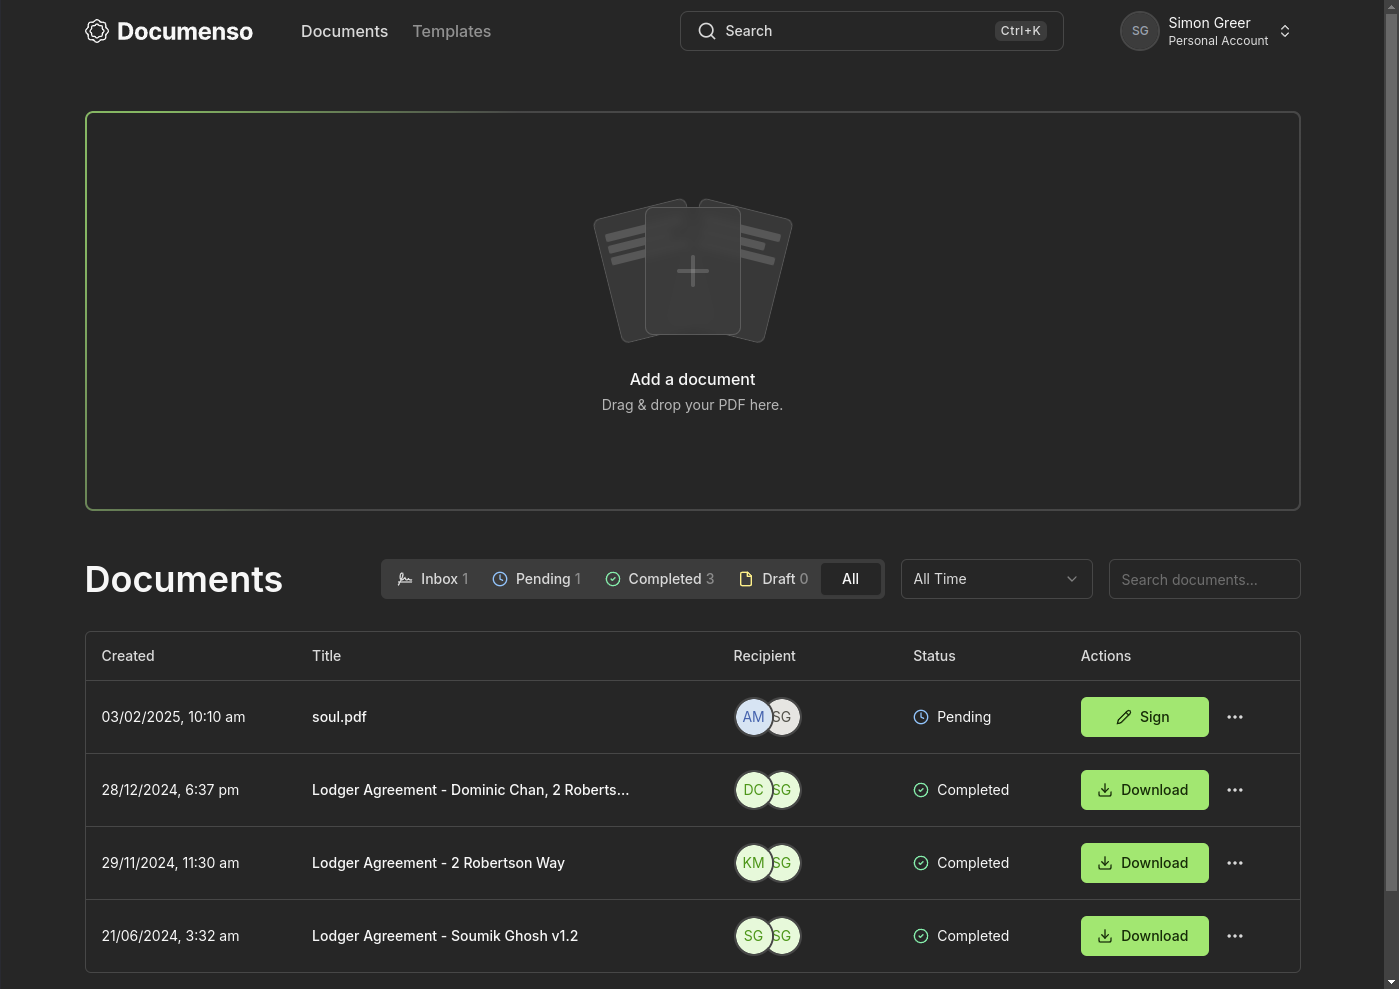 Documenso Documents Templates Search Ctrl+K SG Simon Greer
Personal Account
Add a document
Drag & drop your PDF here.
Documents Inbox 1 Pending 1 Completed 3 Draft 0 All All Time Search documents...
Created Title Recipient Status Actions
03/02/2025, 10:10 am soul.pdf AM SG Pending Sign
28/12/2024, 6:37 pm Lodger Agreement - Dominic Chan, 2 Roberts... DC SG Completed Download
29/11/2024, 11:30 am Lodger Agreement - 2 Robertson Way KM SG Completed Download
21/06/2024, 3:32 am Lodger Agreement - Soumik Ghosh v1.2 SG SG Completed Download